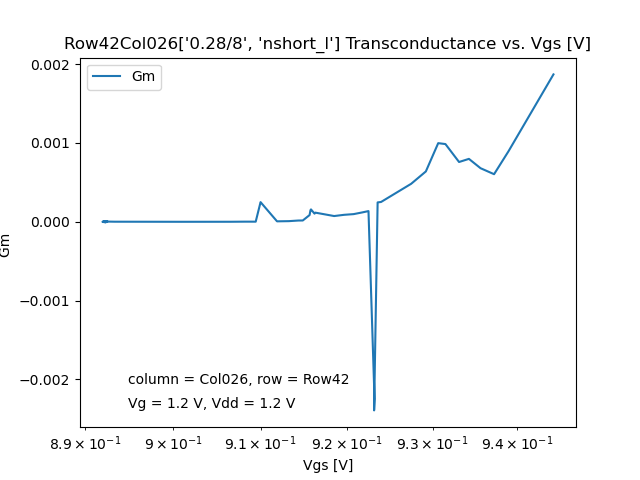 Row42Col026['0.28/8', 'nshort_l'] Transconductance vs. Vgs [V]
Gm
0.002
0.001
0.000
−0.001
−0.002
Gm
column = Col026, row = Row42
Vg = 1.2 V, Vdd = 1.2 V
8.9 × 10⁻¹ 9 × 10⁻¹ 9.1 × 10⁻¹ 9.2 × 10⁻¹ 9.3 × 10⁻¹ 9.4 × 10⁻¹
Vgs [V]